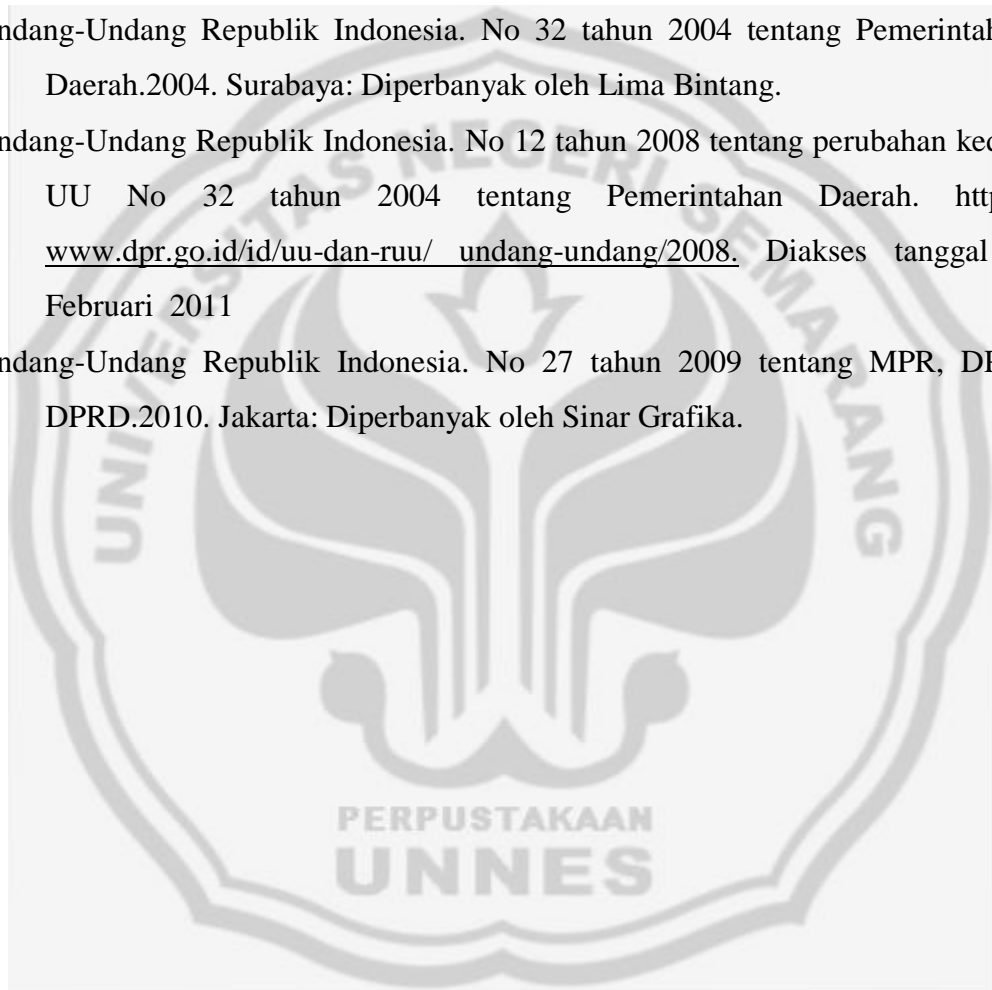 ndang-Undang Republik Indonesia. No 32 tahun 2004 tentang Pemerintah
Daerah.2004. Surabaya: Diperbanyak oleh Lima Bintang.
ndang-Undang Republik Indonesia. No 12 tahun 2008 tentang perubahan ked
UU No 32 tahun 2004 tentang Pemerintahan Daerah. http
www.dpr.go.id/id/uu-dan-ruu/ undang-undang/2008. Diakses tanggal
Februari 2011
ndang-Undang Republik Indonesia. No 27 tahun 2009 tentang MPR, DP
DPRD.2010. Jakarta: Diperbanyak oleh Sinar Grafika.
UNIVERSITAS NEGERI SEMARANG
PERPUSTAKAAN
UNNES